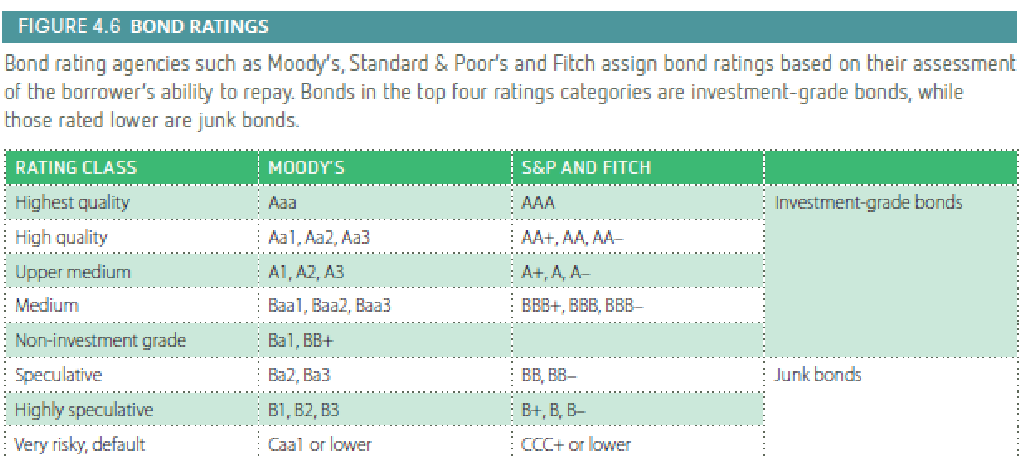 FIGURE 4.6 BOND RATINGS
Bond rating agencies such as Moody's, Standard & Poor's and Fitch assign bond ratings based on their assessment
of the borrower's ability to repay. Bonds in the top four ratings categories are investment-grade bonds, while
those rated lower are junk bonds.
RATING CLASS MOODY'S S&P AND FITCH
Highest quality Aaa AAA Investment-grade bonds
High quality Aa1, Aa2, Aa3 AA+, AA, AA–
Upper medium A1, A2, A3 A+, A, A–
Medium Baa1, Baa2, Baa3 BBB+, BBB, BBB–
Non-investment grade Ba1, BB+
Speculative Ba2, Ba3 BB, BB– Junk bonds
Highly speculative B1, B2, B3 B+, B, B–
Very risky, default Caa1 or lower CCC+ or lower